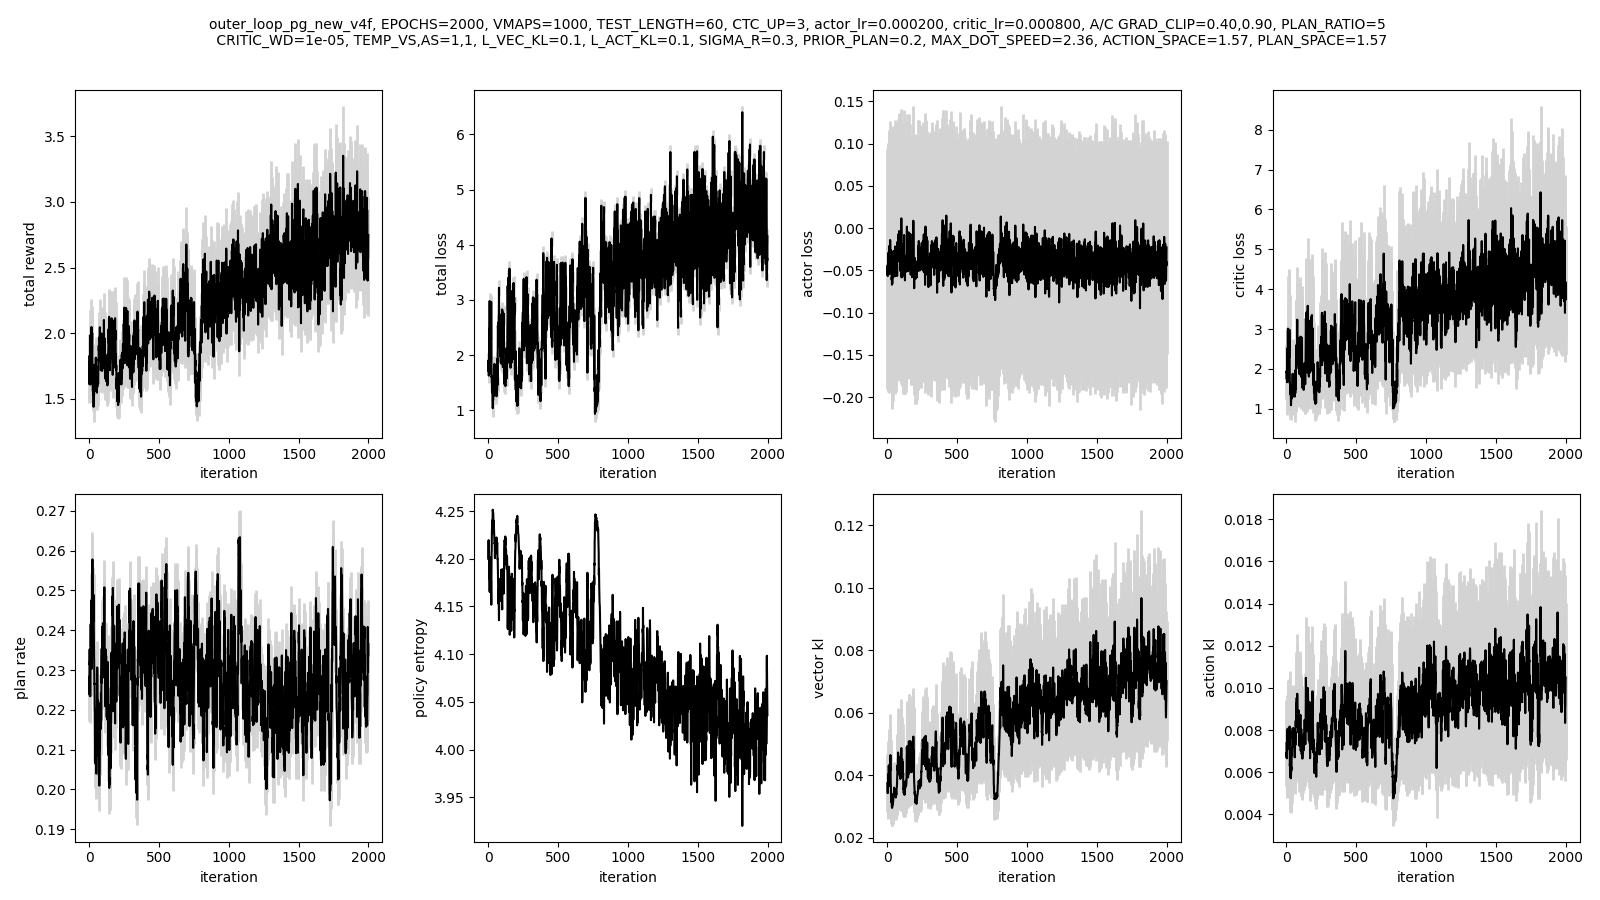 outer_loop_pg_new_v4f, EPOCHS=2000, VMAPS=1000, TEST_LENGTH=60, CTC_UP=3, actor_lr=0.000200, critic_lr=0.000800, A/C GRAD_CLIP=0.40,0.90, PLAN_RATIO=5
CRITIC_WD=1e-05, TEMP_VS,AS=1,1, L_VEC_KL=0.1, L_ACT_KL=0.1, SIGMA_R=0.3, PRIOR_PLAN=0.2, MAX_DOT_SPEED=2.36, ACTION_SPACE=1.57, PLAN_SPACE=1.57
total reward
3.5
3.0
2.5
2.0
1.5
0 500 1000 1500 2000
iteration
total loss
6
5
4
3
2
1
0 500 1000 1500 2000
iteration
actor loss
0.15
0.10
0.05
0.00
−0.05
−0.10
−0.15
−0.20
0 500 1000 1500 2000
iteration
critic loss
8
7
6
5
4
3
2
1
0 500 1000 1500 2000
iteration
plan rate
0.27
0.26
0.25
0.24
0.23
0.22
0.21
0.20
0.19
0 500 1000 1500 2000
iteration
policy entropy
4.25
4.20
4.15
4.10
4.05
4.00
3.95
0 500 1000 1500 2000
iteration
vector kl
0.12
0.10
0.08
0.06
0.04
0.02
0 500 1000 1500 2000
iteration
action kl
0.018
0.016
0.014
0.012
0.010
0.008
0.006
0.004
0 500 1000 1500 2000
iteration